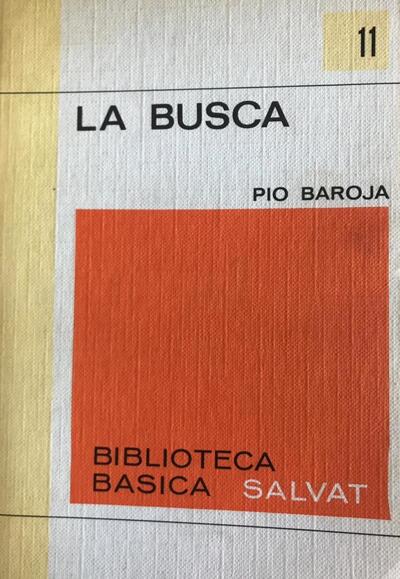 11
LA BUSCA
PIO BAROJA
BIBLIOTECA
BASICA SALVAT